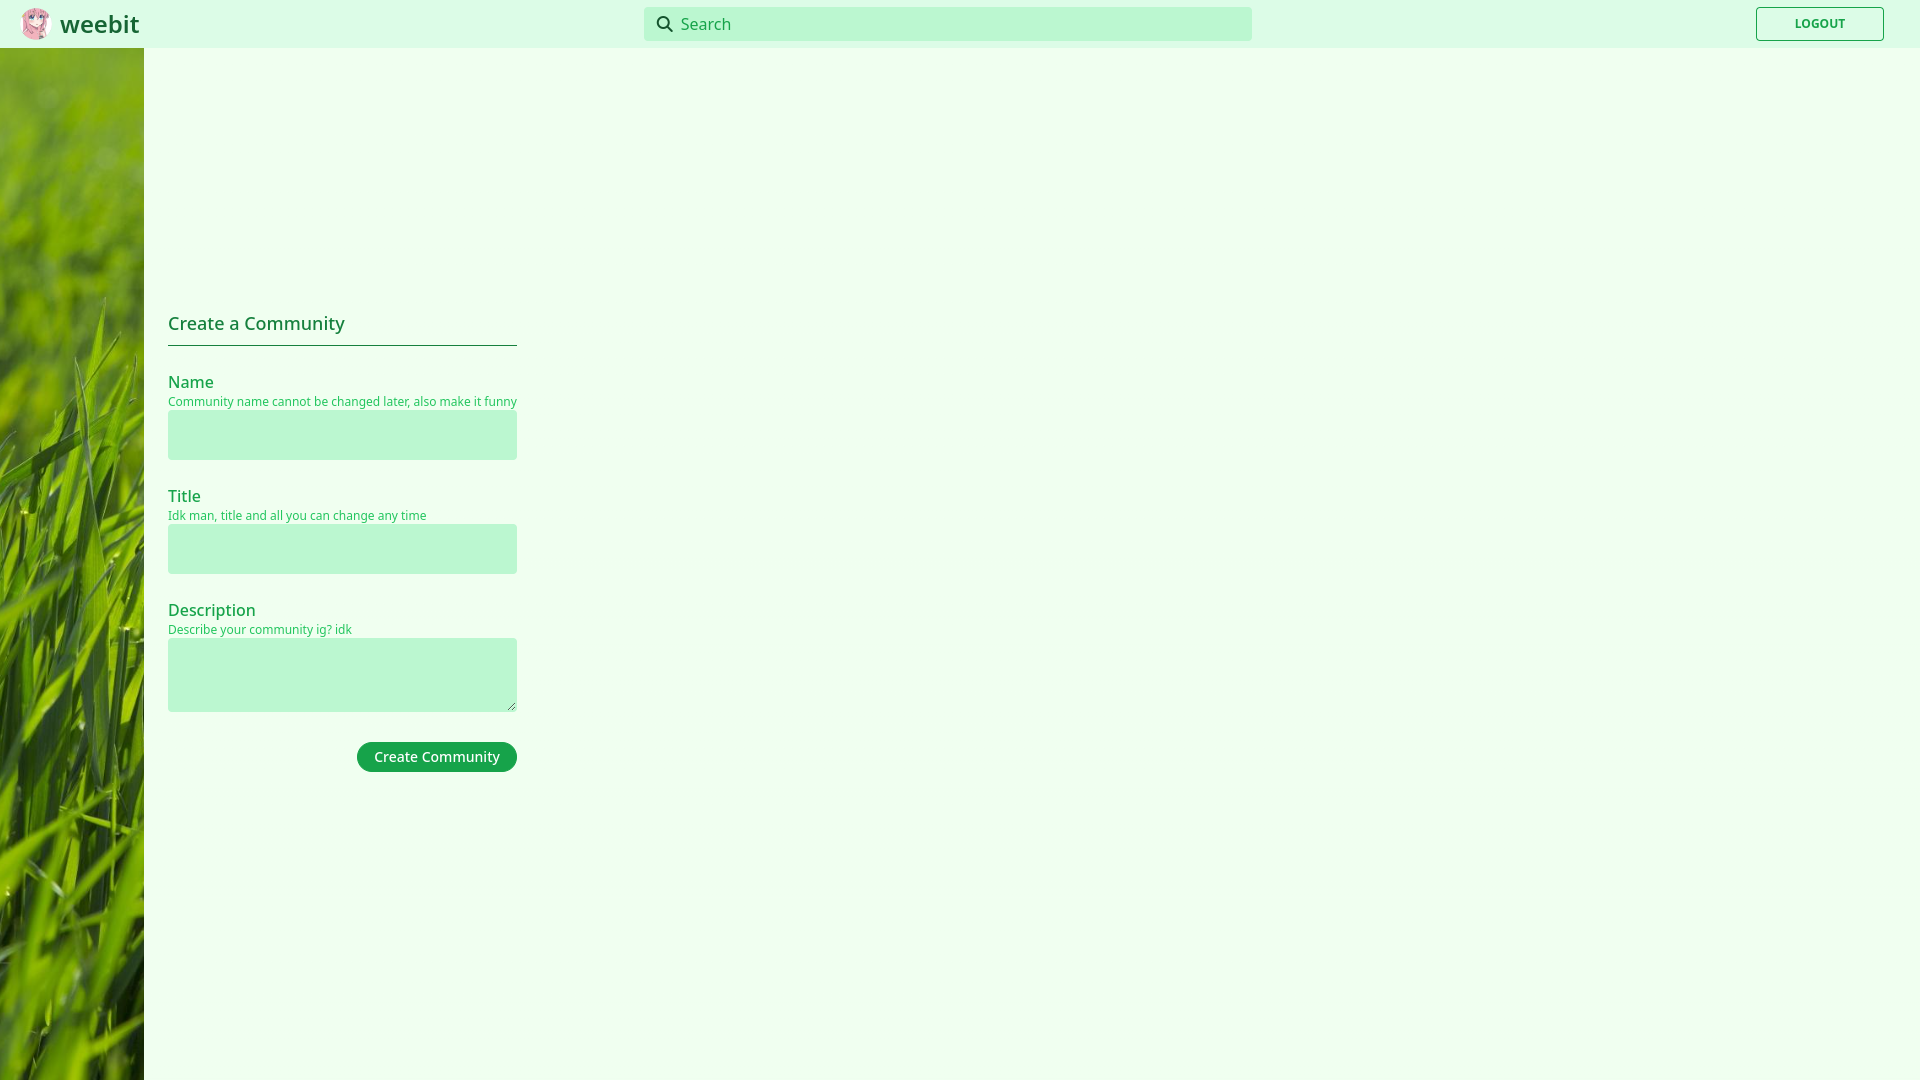 weebit
Search
LOGOUT
Create a Community
Name
Community name cannot be changed later, also make it funny
Title
Idk man, title and all you can change any time
Description
Describe your community ig? idk
Create Community